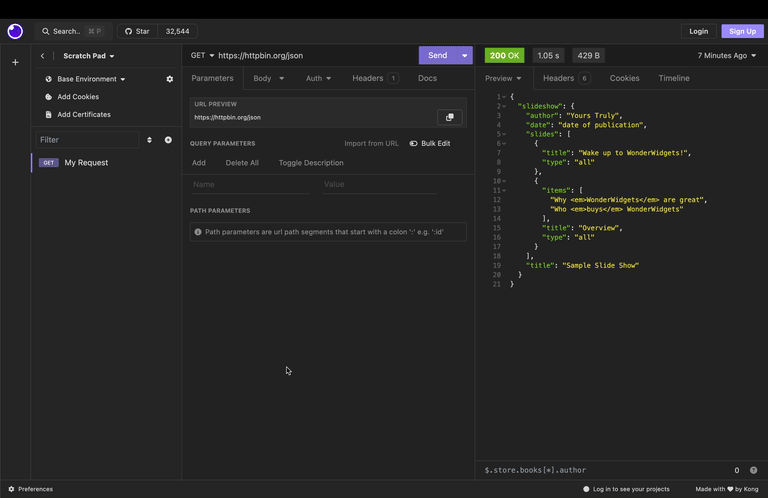 Search.. ⌘ P
Star
32,544
Login
Sign Up
Scratch Pad
Base Environment
Add Cookies
Add Certificates
Filter
GET My Request
GET https://httpbin.org/json
Send
Parameters
Body
Auth
Headers 1
Docs
URL PREVIEW
https://httpbin.org/json
QUERY PARAMETERS
Import from URL
Bulk Edit
Add
Delete All
Toggle Description
Name
Value
PATH PARAMETERS
Path parameters are url path segments that start with a colon ':' e.g. ':id'
200 OK
1.05 s
429 B
7 Minutes Ago
Preview
Headers 6
Cookies
Timeline
1 {
2 "slideshow": {
3 "author": "Yours Truly",
4 "date": "date of publication",
5 "slides": [
6 {
7 "title": "Wake up to WonderWidgets!",
8 "type": "all"
9 },
10 {
11 "items": [
12 "Why <em>WonderWidgets</em> are great",
13 "Who <em>buys</em> WonderWidgets"
14 ],
15 "title": "Overview",
16 "type": "all"
17 }
18 ],
19 "title": "Sample Slide Show"
20 }
21 }
$.store.books[*].author
0
Preferences
Log in to see your projects
Made with ♥ by Kong